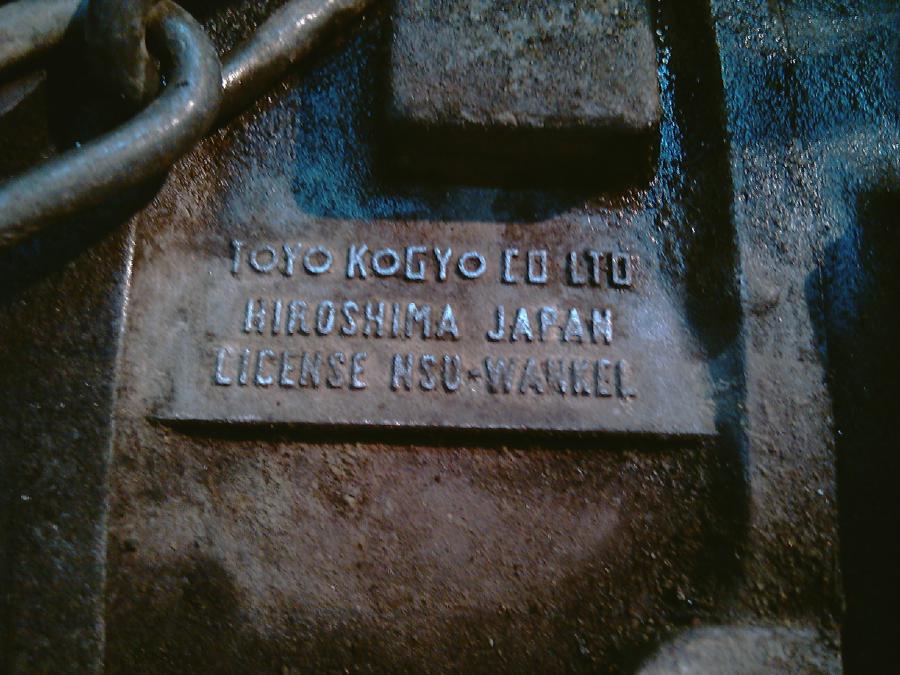 TOYO KOGYO CO LTD
HIROSHIMA JAPAN
LICENSE NSU-WANKEL